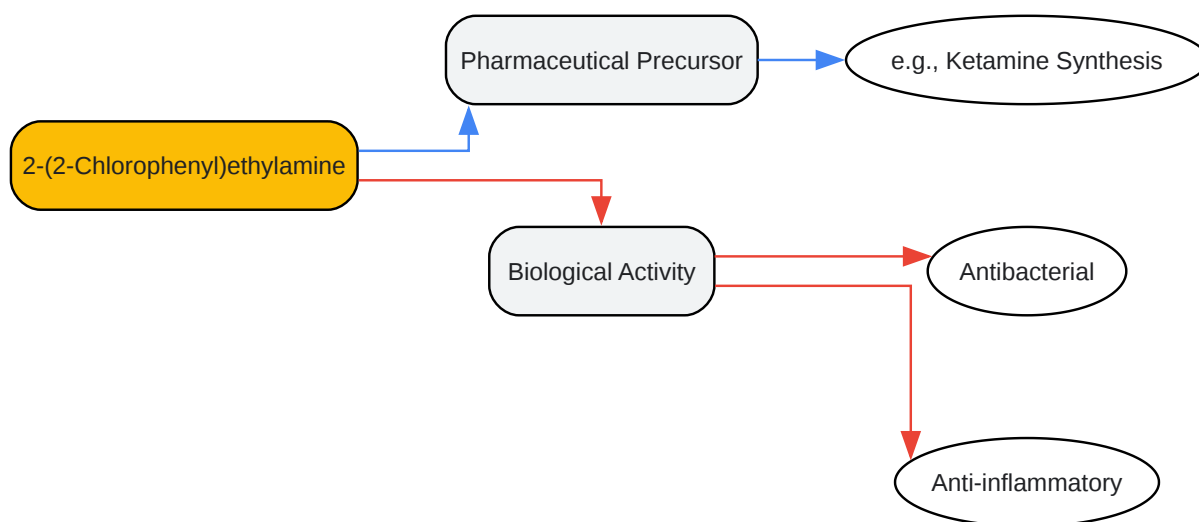 Pharmaceutical Precursor
e.g., Ketamine Synthesis
2-(2-Chlorophenyl)ethylamine
Biological Activity
Antibacterial
Anti-inflammatory